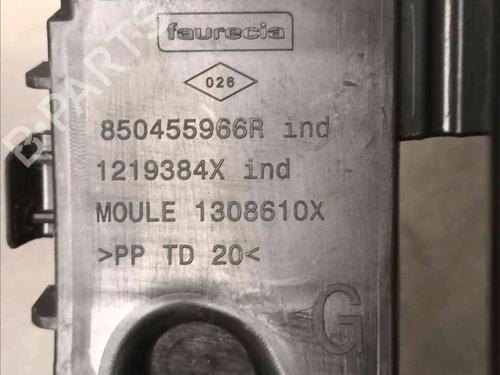 faurecia
026
850455966R ind
1219384X ind
MOULE 1308610X
>PP TD 20<
G
B-PARTS